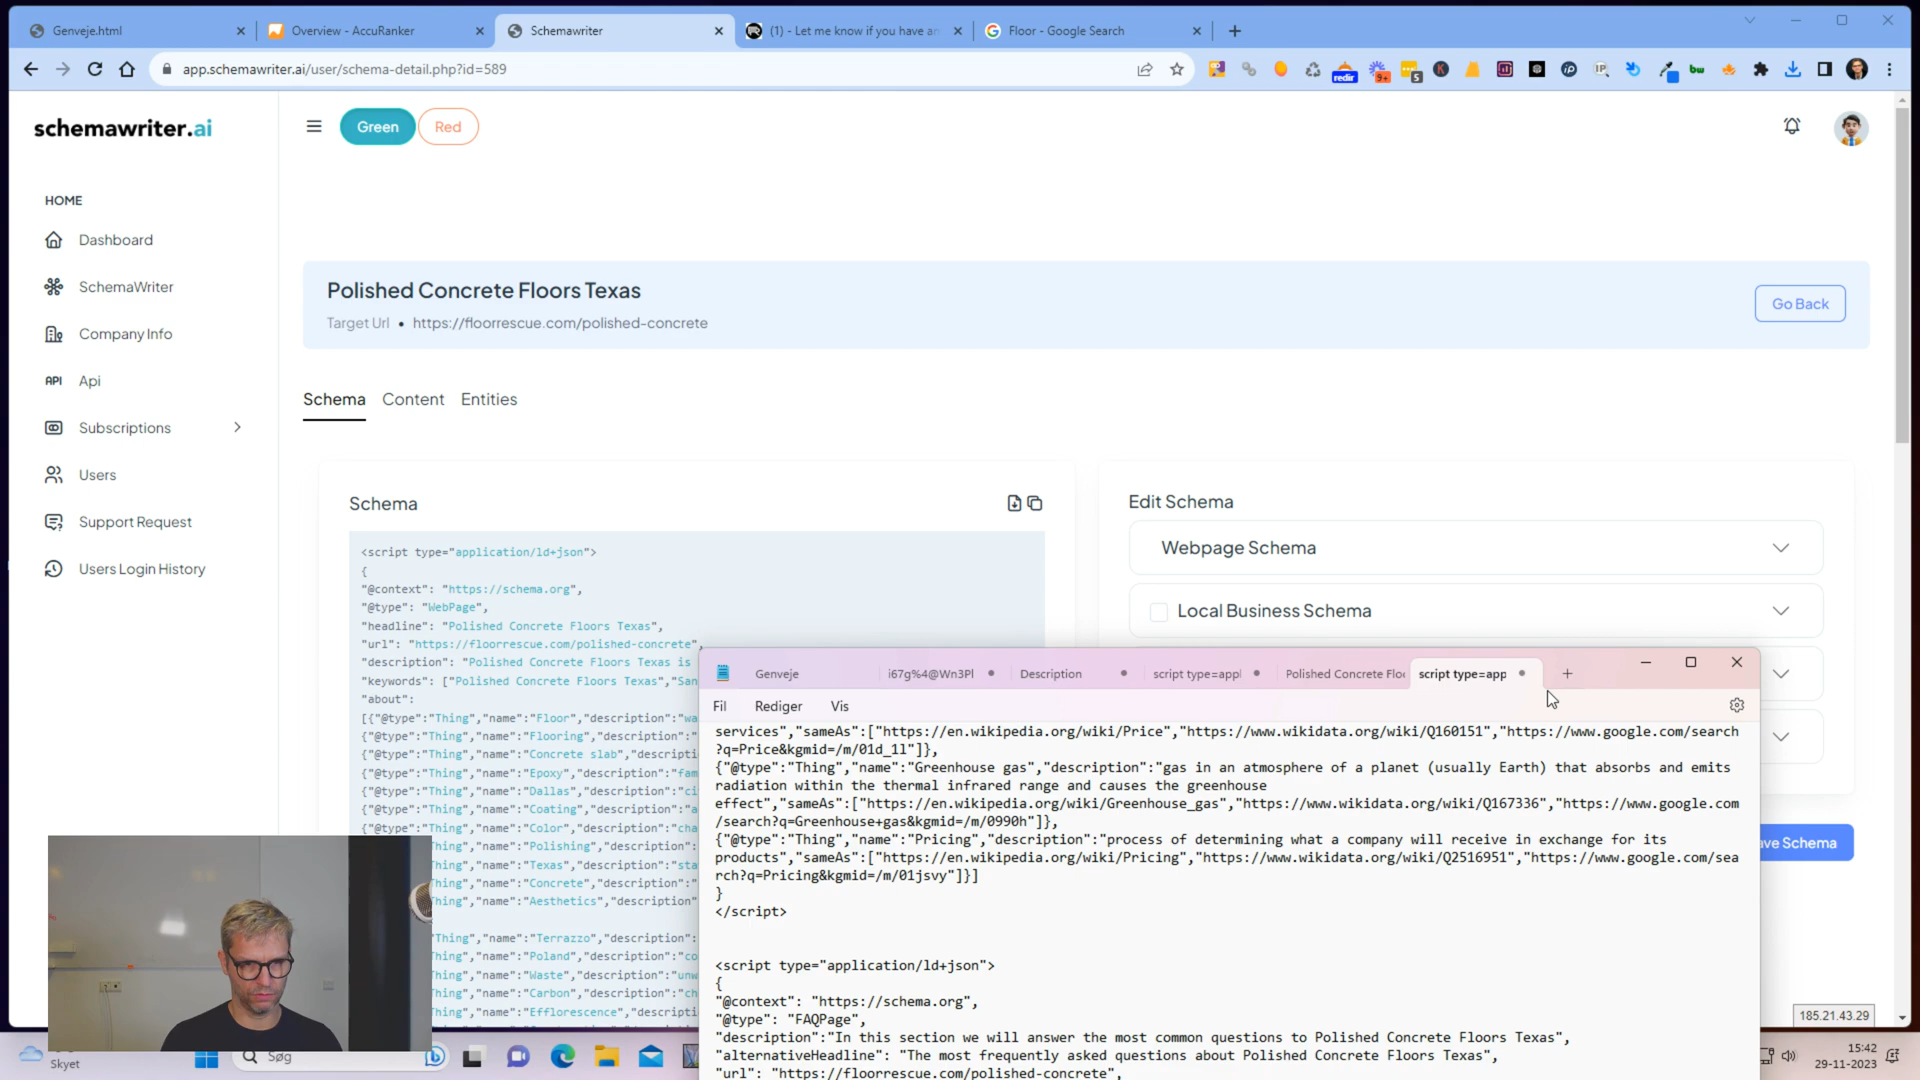 Genveje.html
Overview - AccuRanker
Schemawriter
(1) - Let me know if you have an
Floor - Google Search
app.schemawriter.ai/user/schema-detail.php?id=589
schemawriter.ai
Green
Red
HOME
Dashboard
SchemaWriter
Company Info
API Api
Subscriptions
Users
Support Request
Users Login History
Polished Concrete Floors Texas
Target Url • https://floorrescue.com/polished-concrete
Go Back
Schema
Content
Entities
Schema
<script type="application/ld+json">
{
"@context": "https://schema.org",
"@type": "WebPage",
"headline": "Polished Concrete Floors Texas",
"url": "https://floorrescue.com/polished-concrete",
"description": "Polished Concrete Floors Texas is
"keywords": ["Polished Concrete Floors Texas","San
"about":
[{"@type":"Thing","name":"Floor","description":"wa
{"@type":"Thing","name":"Flooring","description":"
{"@type":"Thing","name":"Concrete slab","descripti
{"@type":"Thing","name":"Epoxy","description":"fam
{"@type":"Thing","name":"Dallas","description":"ci
{"@type":"Thing","name":"Coating","description":"a
{"@type":"Thing","name":"Color","description":"cha
Thing","name":"Polishing","description":
Thing","name":"Texas","description":"sta
Thing","name":"Concrete","description":"
Thing","name":"Aesthetics","description"
Thing","name":"Terrazzo","description":
Thing","name":"Poland","description":"co
Thing","name":"Waste","description":"unw
Thing","name":"Carbon","description":"ch
Thing","name":"Efflorescence","descripti
Edit Schema
Webpage Schema
Local Business Schema
ave Schema
Genveje
i67g%4@Wn3Pl
Description
script type=appl
Polished Concrete Floo
script type=app
Fil
Rediger
Vis
services","sameAs":["https://en.wikipedia.org/wiki/Price","https://www.wikidata.org/wiki/Q160151","https://www.google.com/search
?q=Price&kgmid=/m/01d_1l"]},
{"@type":"Thing","name":"Greenhouse gas","description":"gas in an atmosphere of a planet (usually Earth) that absorbs and emits
radiation within the thermal infrared range and causes the greenhouse
effect","sameAs":["https://en.wikipedia.org/wiki/Greenhouse_gas","https://www.wikidata.org/wiki/Q167336","https://www.google.com
/search?q=Greenhouse+gas&kgmid=/m/0990h"]},
{"@type":"Thing","name":"Pricing","description":"process of determining what a company will receive in exchange for its
products","sameAs":["https://en.wikipedia.org/wiki/Pricing","https://www.wikidata.org/wiki/Q2516951","https://www.google.com/sea
rch?q=Pricing&kgmid=/m/01jsvy"]}]
}
</script>
<script type="application/ld+json">
{
"@context": "https://schema.org",
"@type": "FAQPage",
"description":"In this section we will answer the most common questions to Polished Concrete Floors Texas",
"alternativeHeadline": "The most frequently asked questions about Polished Concrete Floors Texas",
"url": "https://floorrescue.com/polished-concrete",
185.21.43.29
Skyet
Søg
15:42
29-11-2023
redir
9+
5
IP
bw